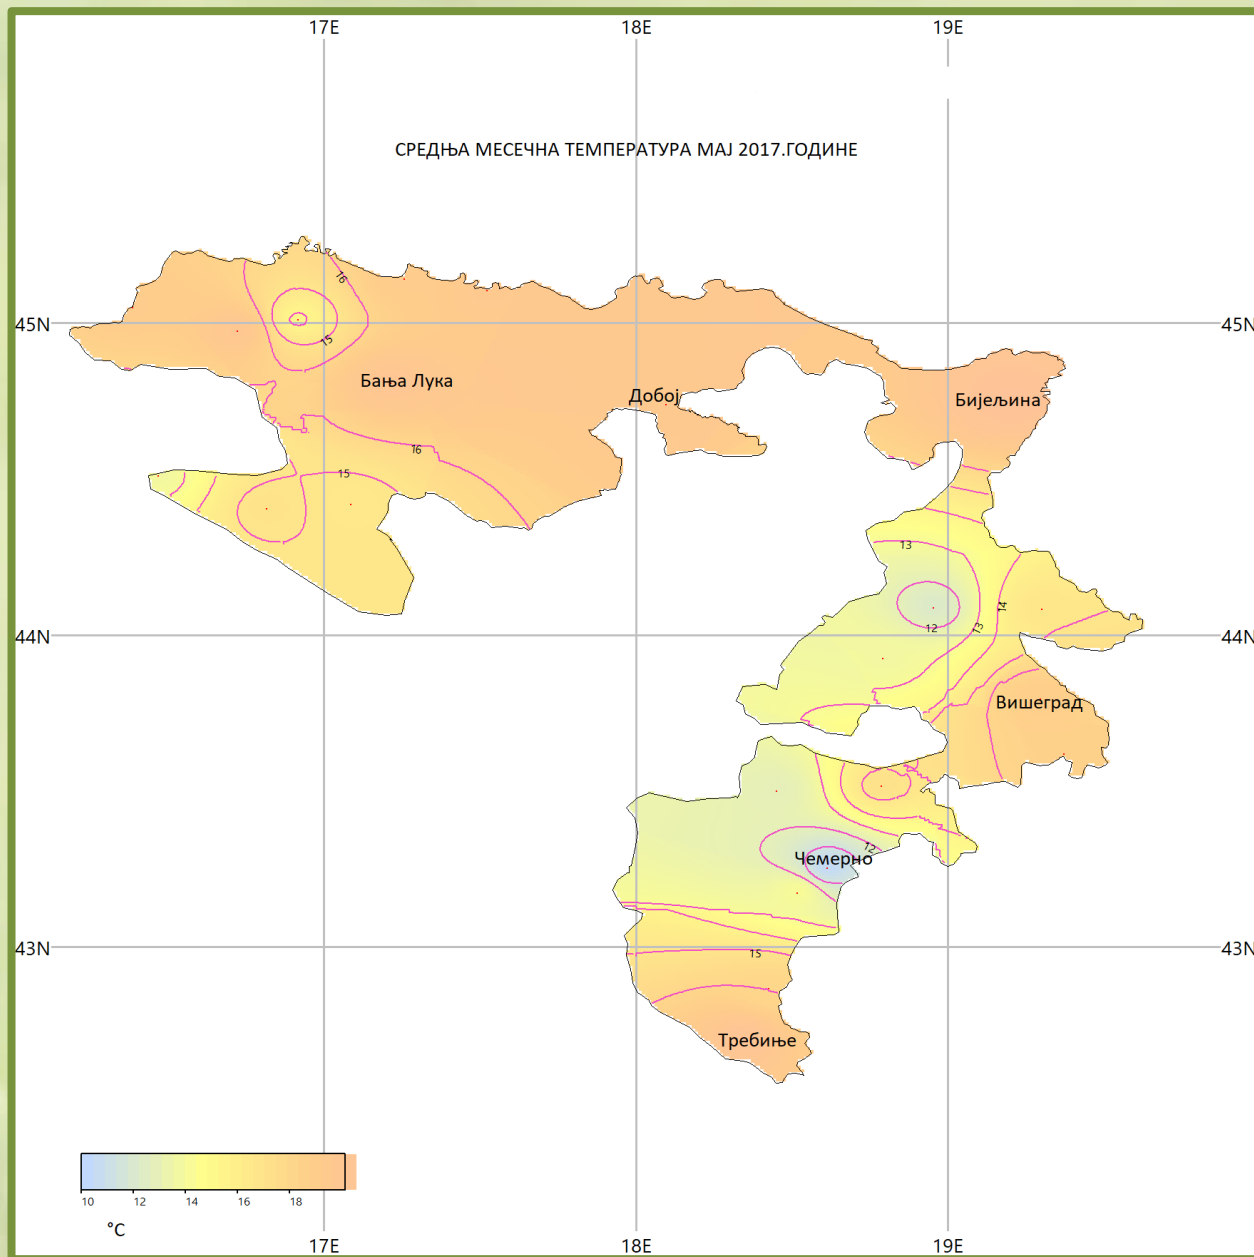 17E 18E 19E
СРЕДЊА МЕСЕЧНА ТЕМПЕРАТУРА МАЈ 2017.ГОДИНЕ
16
45N 45N
15
Бања Лука
Добој
Бијељина
16
15
13
14
12
13
44N 44N
Вишеград
12
Чемерно
43N 43N
15
Требиње
10 12 14 16 18
°C
17E 18E 19E